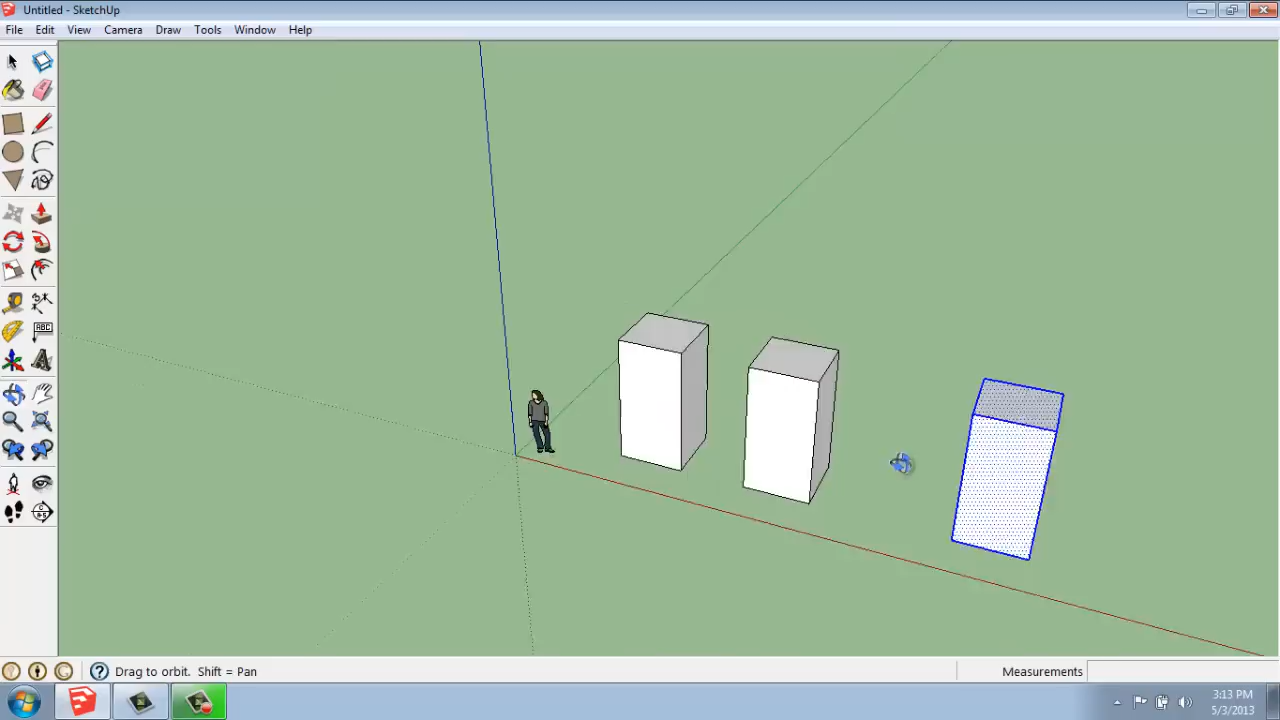 Untitled - SketchUp
File Edit View Camera Draw Tools Window Help
ABC
Drag to orbit. Shift = Pan
Measurements
3:13 PM
5/3/2013